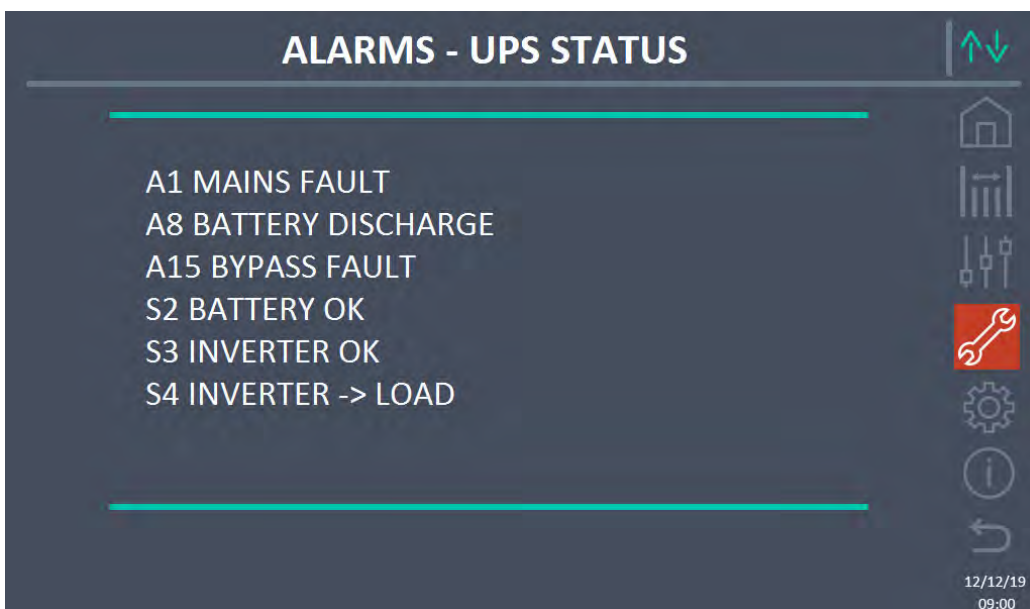 ALARMS - UPS STATUS
A1 MAINS FAULT
A8 BATTERY DISCHARGE
A15 BYPASS FAULT
S2 BATTERY OK
S3 INVERTER OK
S4 INVERTER -> LOAD
12/12/19
09:00